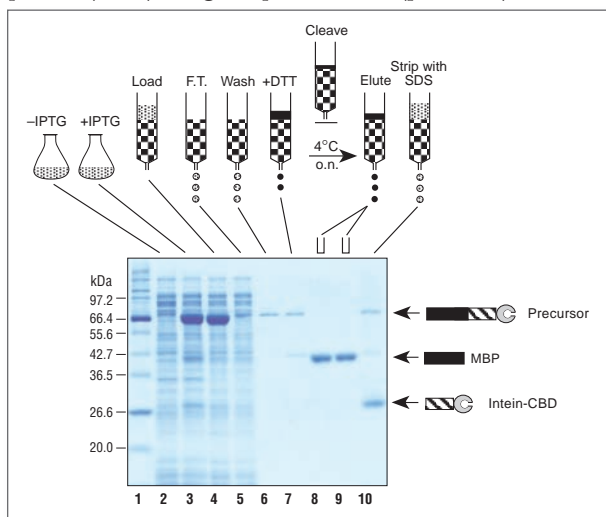 Cleave
Load F.T. Wash +DTT Elute Strip with
SDS
–IPTG +IPTG
4°C
o.n.
kDa
97.2
66.4
55.6
42.7
36.5
26.6
20.0
Precursor
MBP
Intein-CBD
1 2 3 4 5 6 7 8 9 10